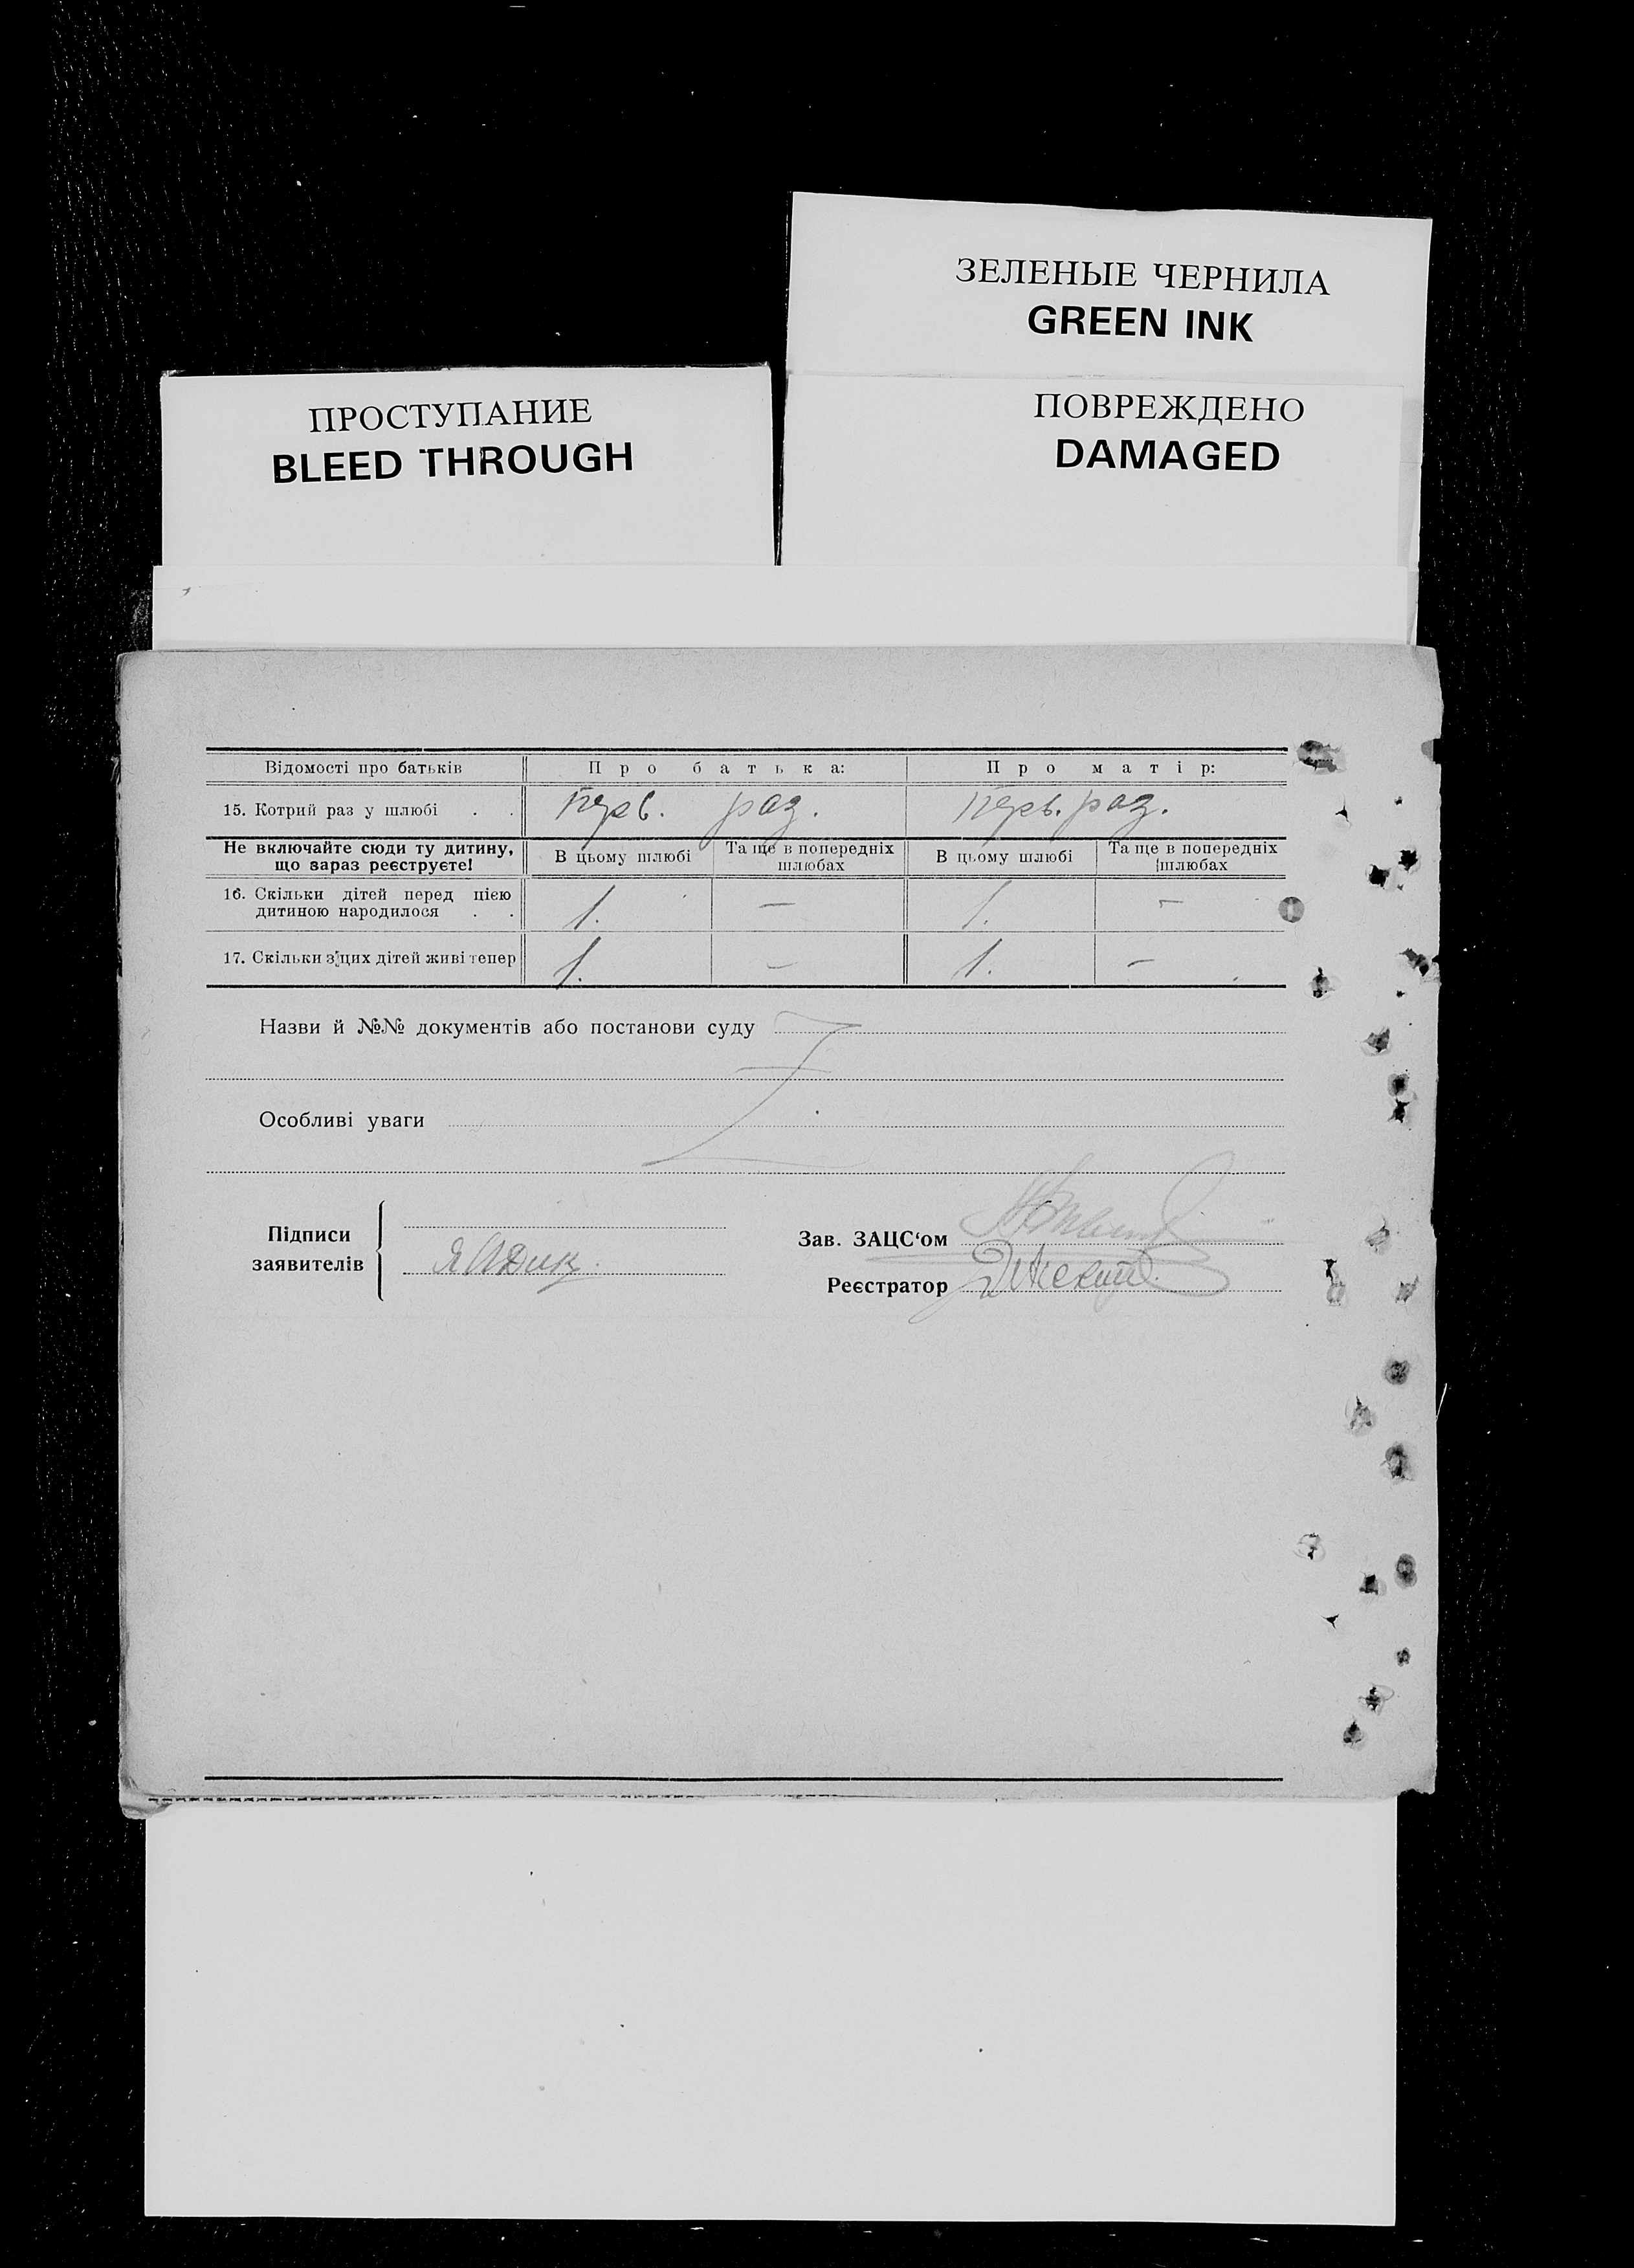 ЗЕЛЕНЫЕ ЧЕРНИЛА
GREEN INK
ПОВРЕЖДЕНО
DAMAGED
ПРОСТУПАНИЕ
BLEED THROUGH
Відомості про батьків Про батька: Про матір:
15. Котрий раз у шлюбі . . Перв. раз. Перв. раз.
Не включайте сюди ту дитину, що зараз реєструєте! В цьому шлюбі Та ще в попередніх шлюбах В цьому шлюбі Та ще в попередніх шлюбах
16. Скільки дітей перед цією
дитиною народилося . . 1. — 1. —
17. Скільки з цих дітей живі тепер 1. — 1. —
Назви й №№ документів або постанови суду
Особливі уваги
Підписи
заявителів
Зав. ЗАЦС‘ом
Реєстратор